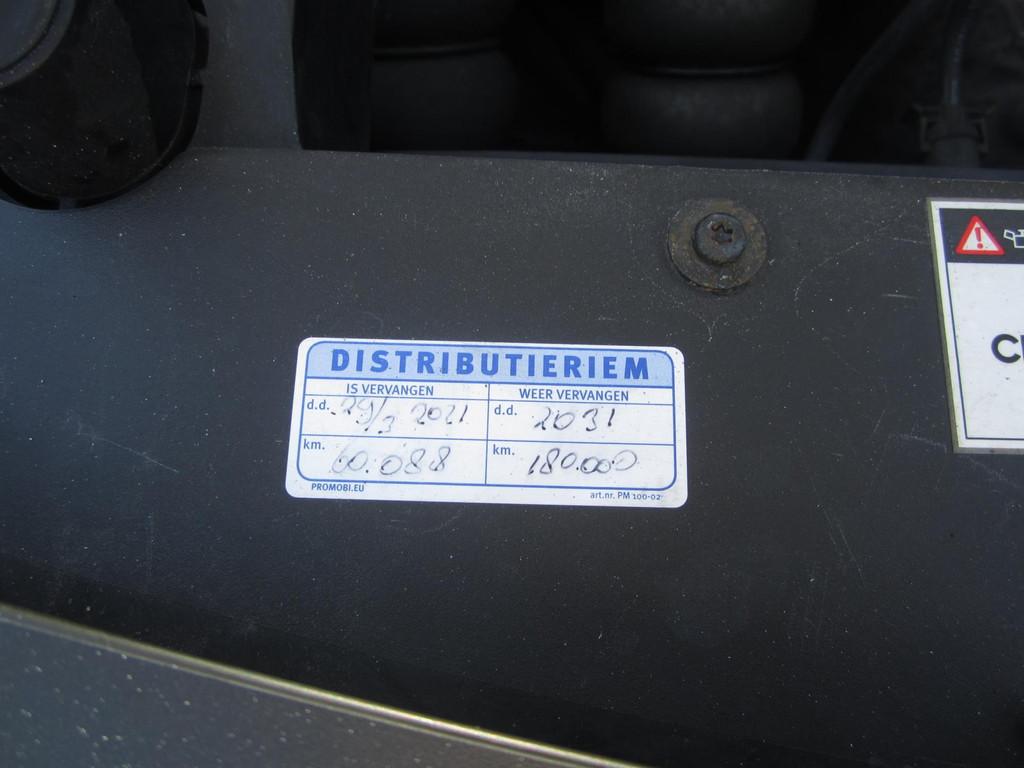 DISTRIBUTIERIEM
IS VERVANGEN
WEER VERVANGEN
d.d. 29/3 2021
d.d. 2031
km. 60.088
km. 180.000
PROMOBI.EU
art.nr. PM 100-02